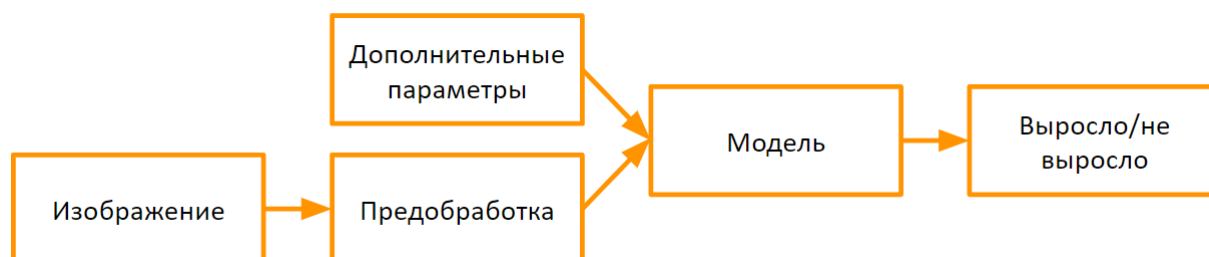 Дополнительные
параметры
Модель
Выросло/не
выросло
Изображение
Предобработка